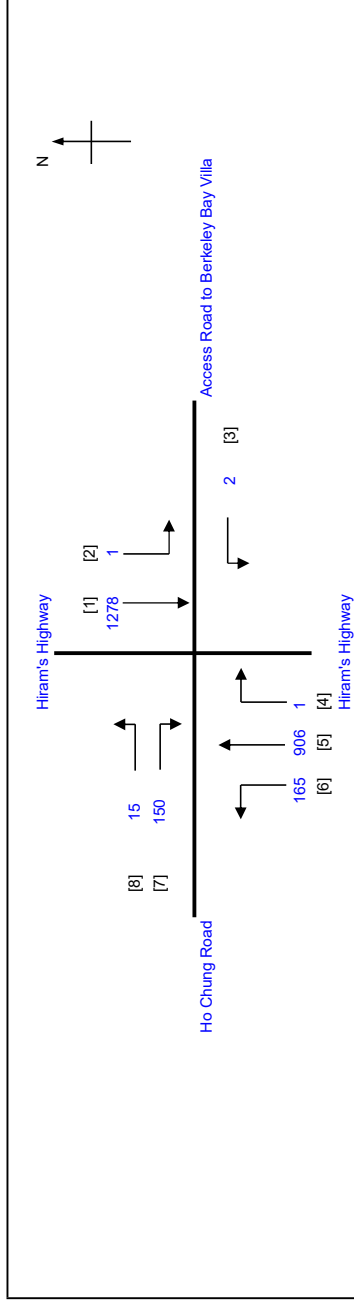 N
Hiram's Highway
[1] [2]
1278 1
[8] 15
[7] 150
Ho Chung Road
Access Road to Berkeley Bay Villa
2 [3]
165 906 1
[6] [5] [4]
Hiram's Highway